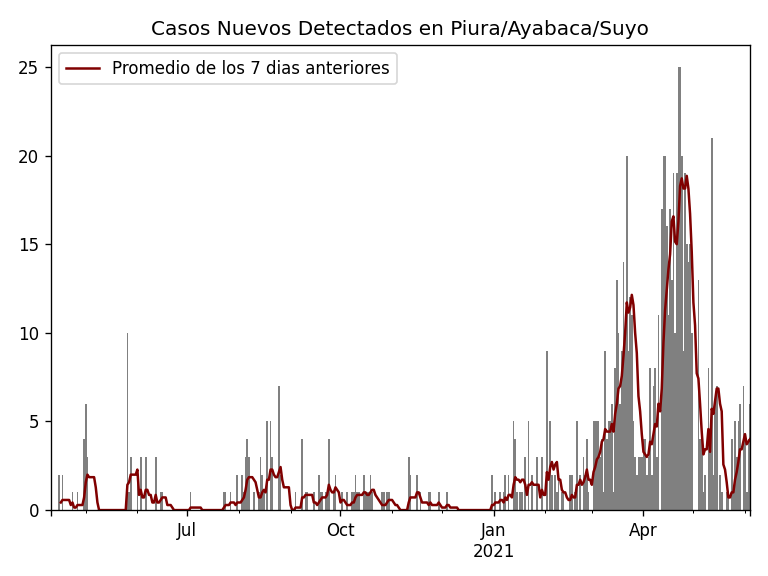 Casos Nuevos Detectados en Piura/Ayabaca/Suyo
Promedio de los 7 dias anteriores
25
20
15
10
5
0
Jul
Oct
Jan
2021
Apr